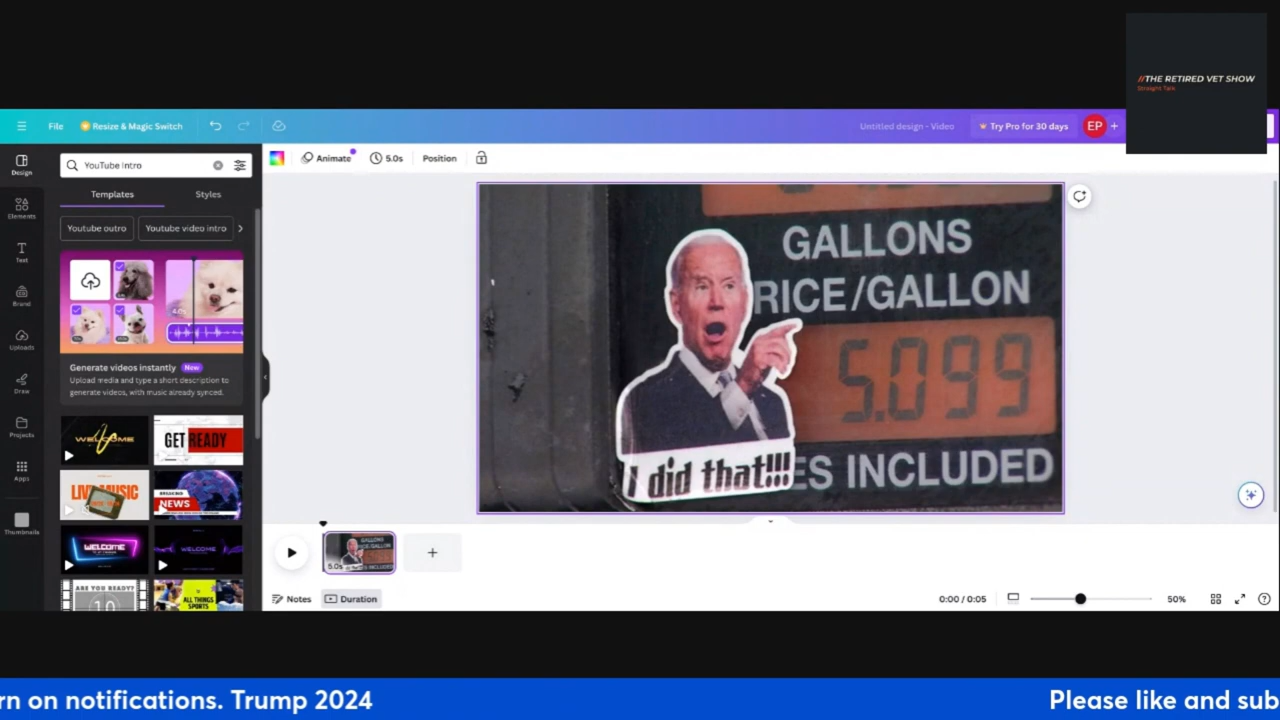 //THE RETIRED VET SHOW
Straight Talk
File
Resize & Magic Switch
Untitled design - Video
Try Pro for 30 days
EP
Design
YouTube intro
Animate
5.0s
Position
Elements
Templates
Styles
Youtube outro
Youtube video intro
Text
Brand
Uploads
Draw
Projects
Apps
Thumbnails
Generate videos instantly
New
Upload media and type a short description to
generate videos, with music already synced.
WELCOME
GET READY
LIVE MUSIC
BREAKING
NEWS
WELCOME
WELCOME
ARE YOU READY?
10
ALL THINGS
SPORTS
GALLONS
RICE/GALLON
5.099
I did that!!!
ES INCLUDED
5.0s
Notes
Duration
0:00 / 0:05
50%
rn on notifications. Trump 2024
Please like and sub